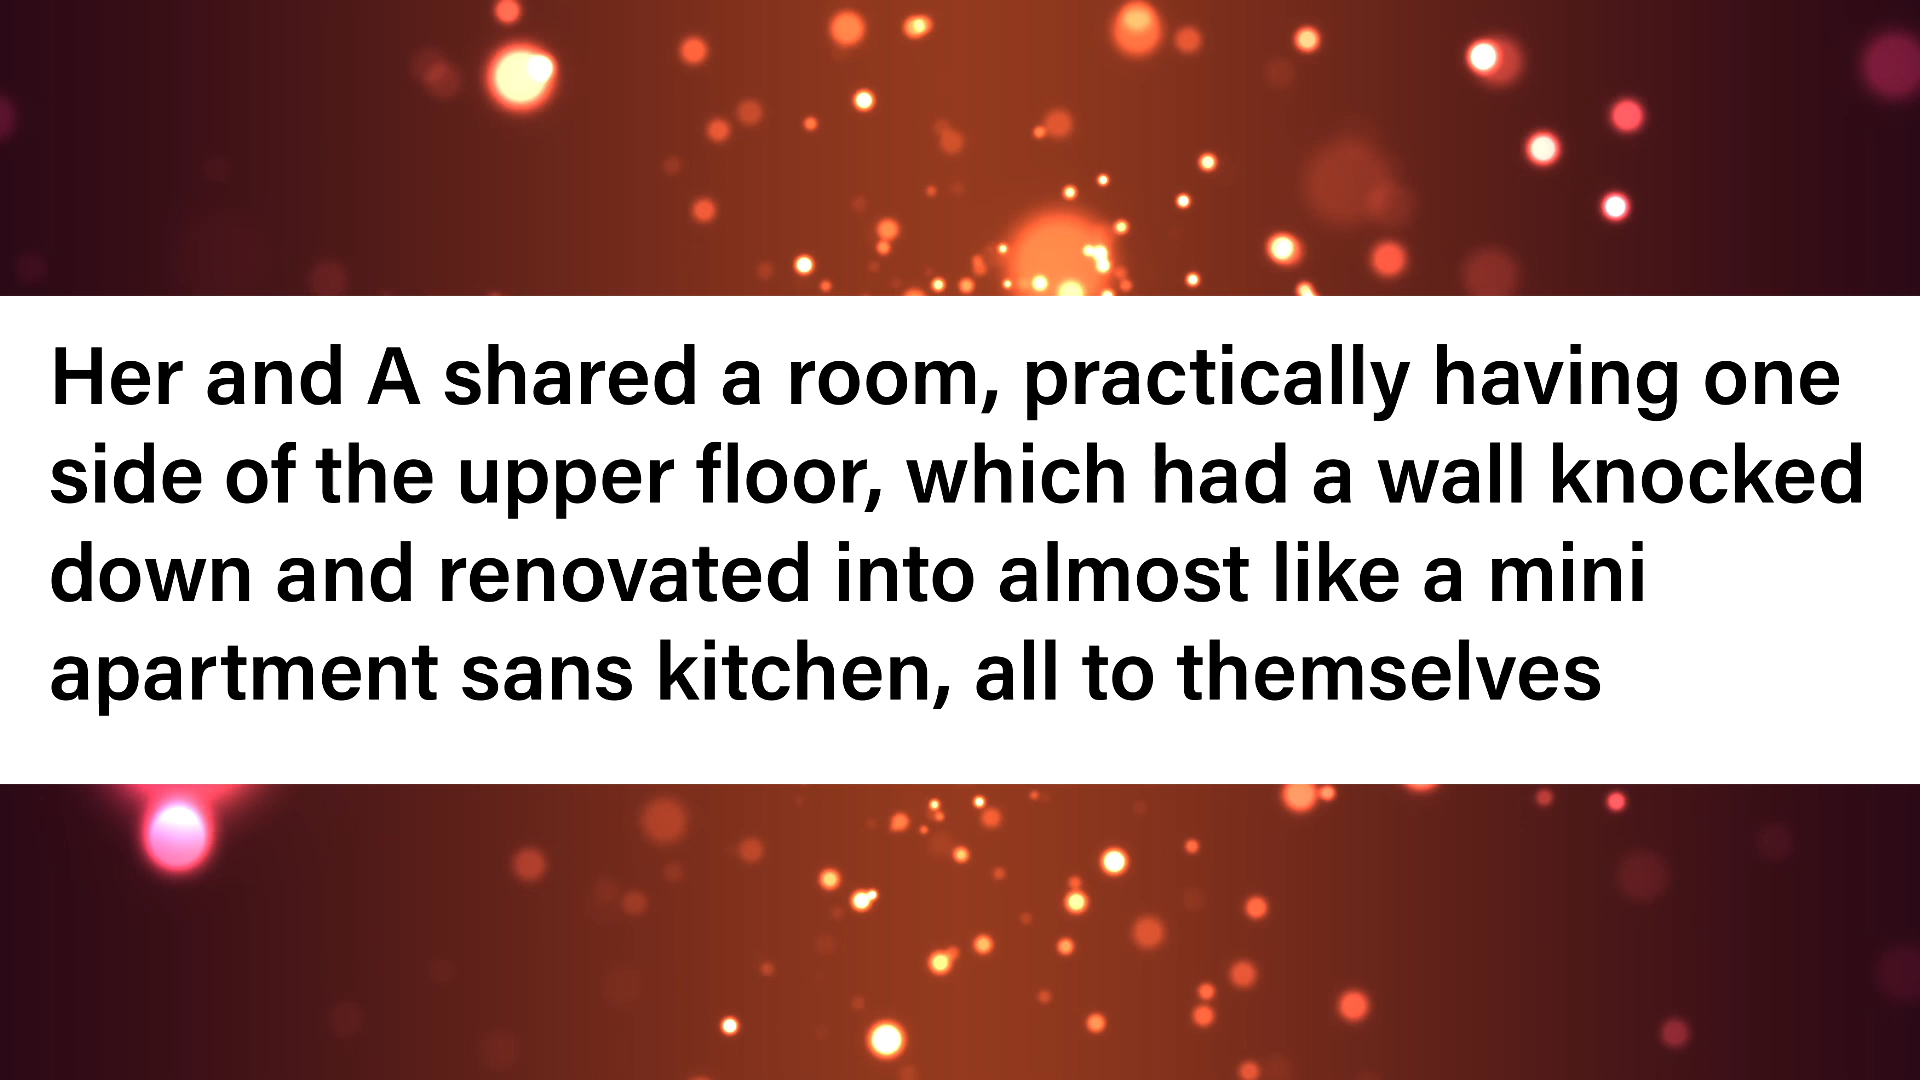 Her and A shared a room, practically having one
side of the upper floor, which had a wall knocked
down and renovated into almost like a mini
apartment sans kitchen, all to themselves